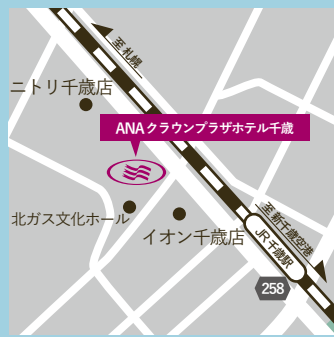 至札幌
ニトリ千歳店
ANAクラウンプラザホテル千歳
北ガス文化ホール
イオン千歳店
至新千歳空港
JR千歳駅
258